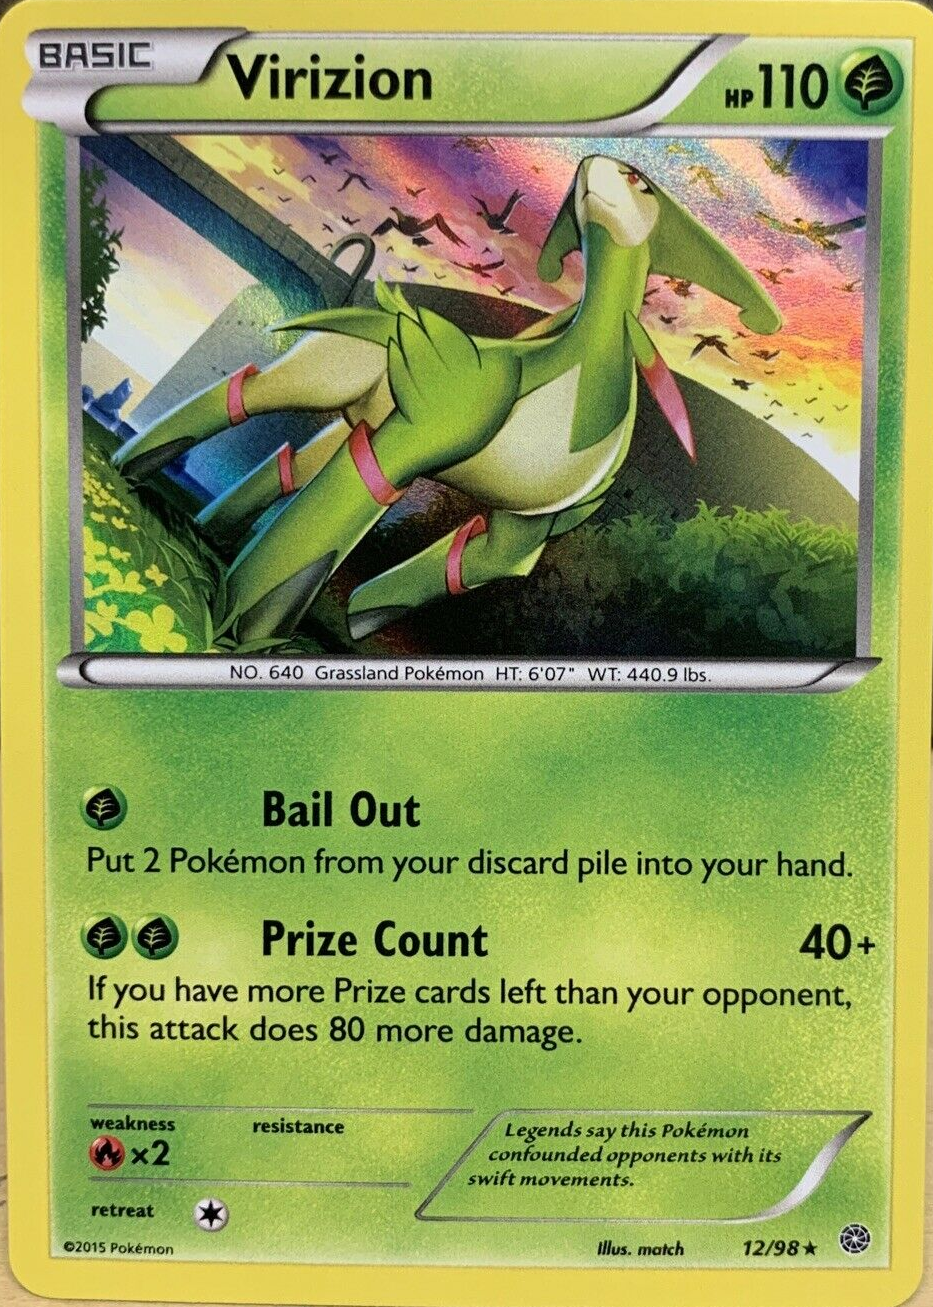 BASIC
Virizion
HP 110
NO. 640 Grassland Pokémon HT: 6'07" WT: 440.9 lbs.
Bail Out
Put 2 Pokémon from your discard pile into your hand.
Prize Count 40+
If you have more Prize cards left than your opponent,
this attack does 80 more damage.
weakness
×2
resistance
Legends say this Pokémon
confounded opponents with its
swift movements.
retreat
©2015 Pokémon
Illus. match
12/98 ★